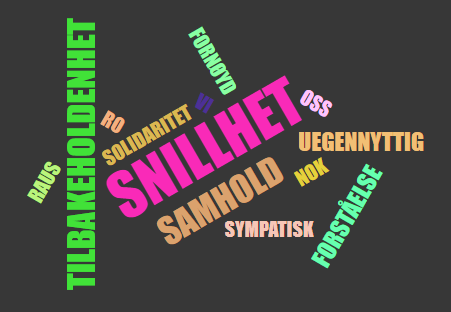 TILBAKEHOLDENHET
FORNØYD
RO
VI
OSS
SOLIDARITET
SNILLHET
UEGENNYTTIG
RAUS
SAMHOLD
NOK
FORSTÅELSE
SYMPATISK